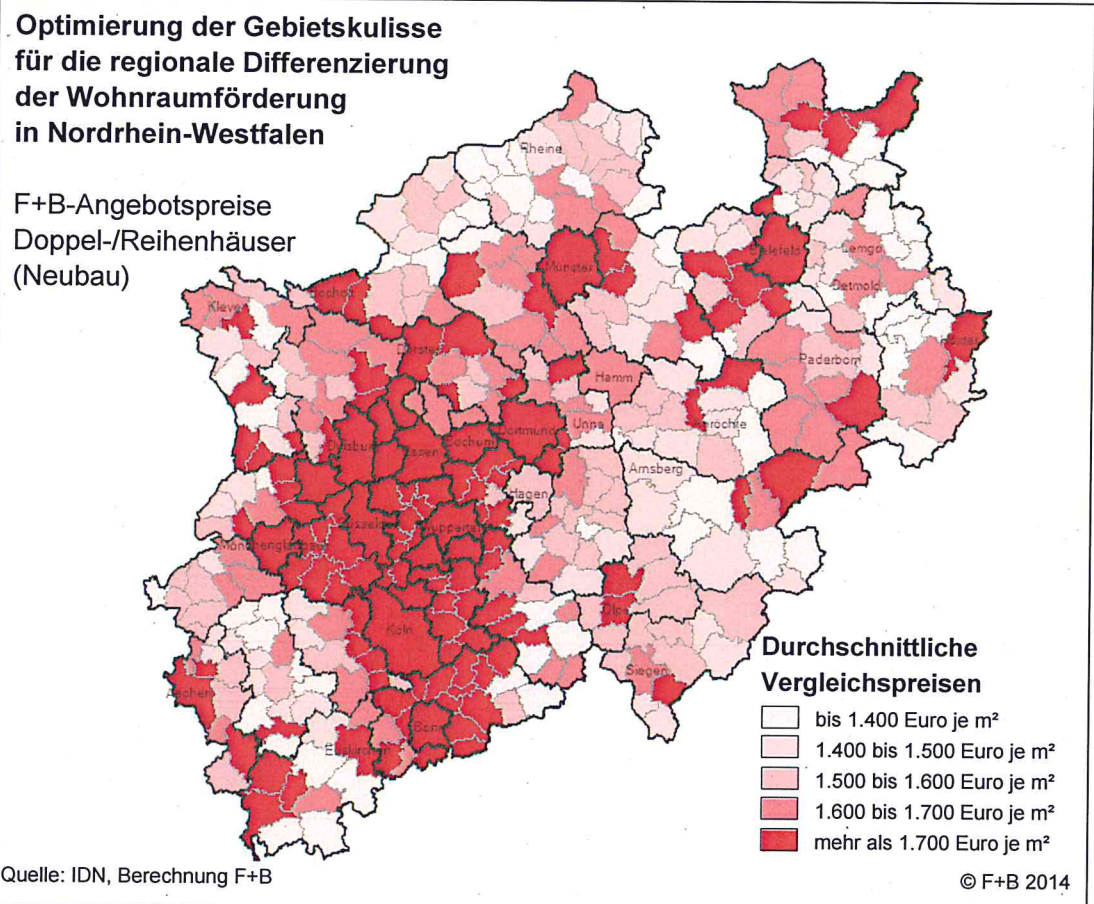 Optimierung der Gebietskulisse
für die regionale Differenzierung
der Wohnraumförderung
in Nordrhein-Westfalen
F+B-Angebotspreise
Doppel-/Reihenhäuser
(Neubau)
Rheine
Münster
Bielefeld
Lemgo
Detmold
Bocholt
Kleve
Dorsten
Höxter
Paderborn
Hamm
Unna
Dortmund
Bochum
Essen
Duisburg
Arnsberg
Hagen
Düsseldorf
Wuppertal
Mönchengladbach
Köln
Olpe
Siegen
Aachen
Bonn
Euskirchen
Durchschnittliche
Vergleichspreisen
bis 1.400 Euro je m²
1.400 bis 1.500 Euro je m²
1.500 bis 1.600 Euro je m²
1.600 bis 1.700 Euro je m²
mehr als 1.700 Euro je m²
Quelle: IDN, Berechnung F+B
© F+B 2014